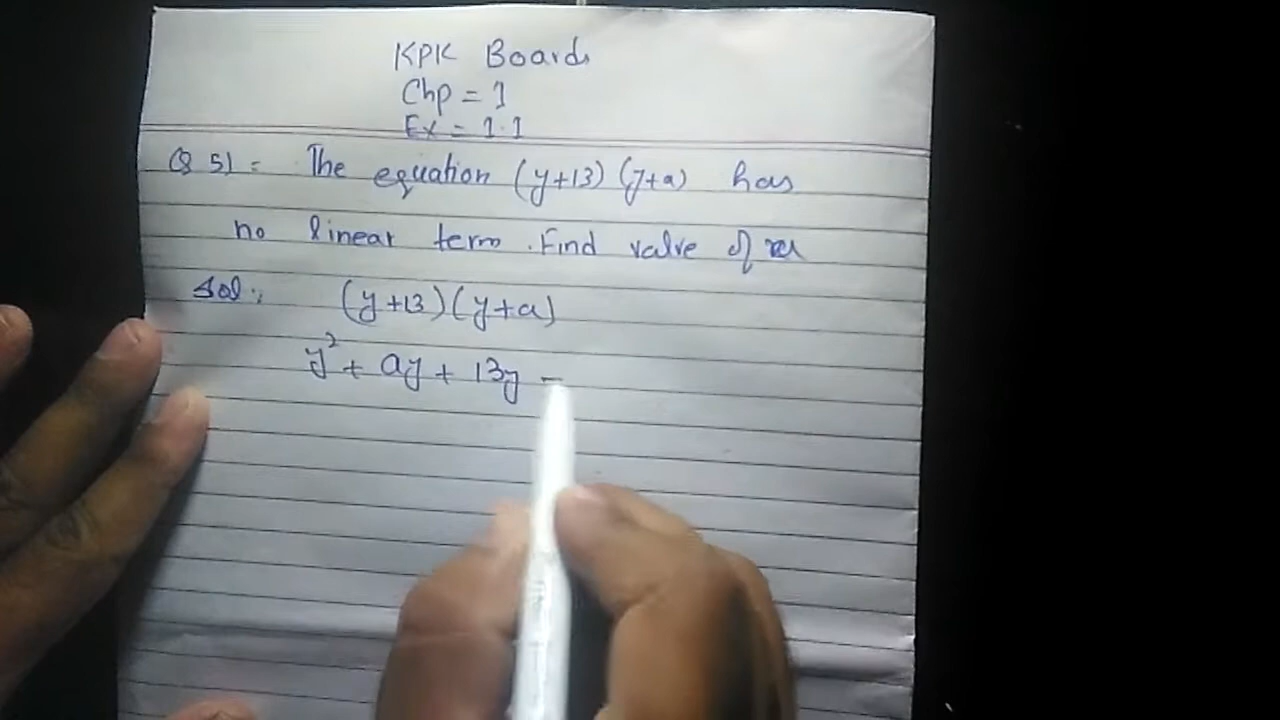 KPK Boards
Chp = 1
Ex = 1.1
Q 5) = The equation (y+13) (y+a) has
no linear term . Find value of
Sol:, (y+13)(y+a)
y² + ay + 13y -